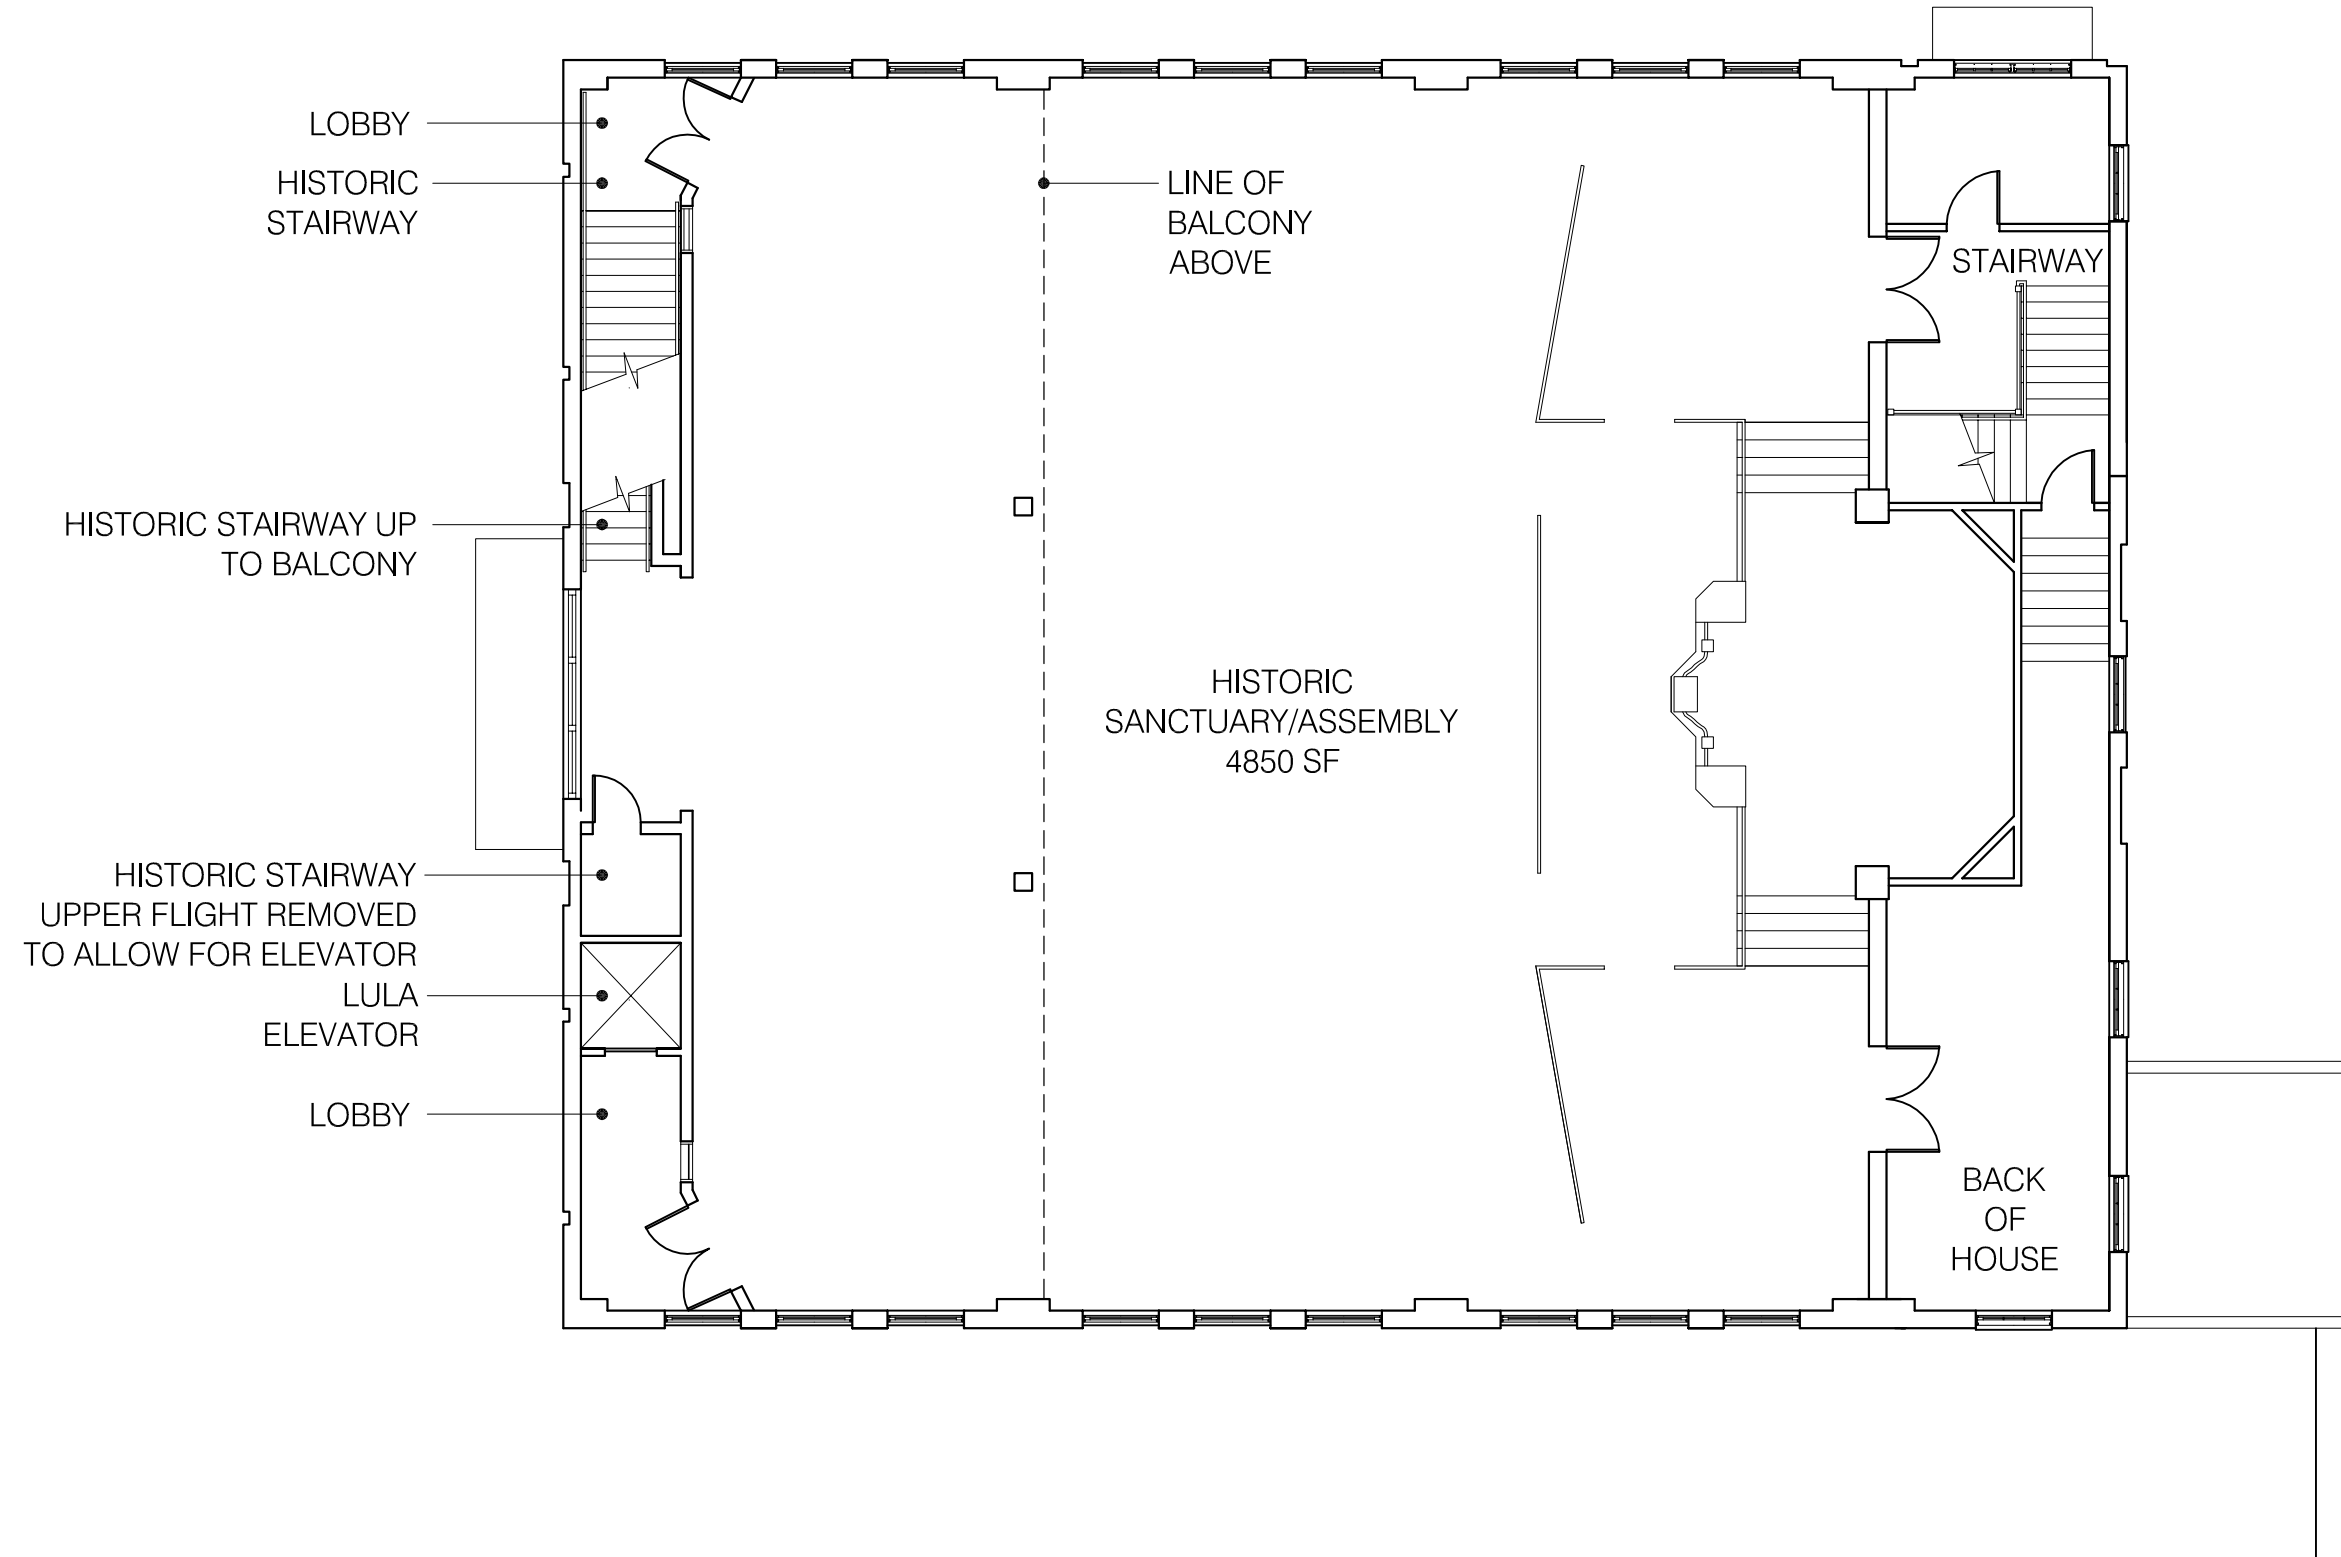 LOBBY
HISTORIC
STAIRWAY
LINE OF
BALCONY
ABOVE
STAIRWAY
HISTORIC STAIRWAY UP
TO BALCONY
HISTORIC
SANCTUARY/ASSEMBLY
4850 SF
HISTORIC STAIRWAY
UPPER FLIGHT REMOVED
TO ALLOW FOR ELEVATOR
LULA
ELEVATOR
LOBBY
BACK
OF
HOUSE